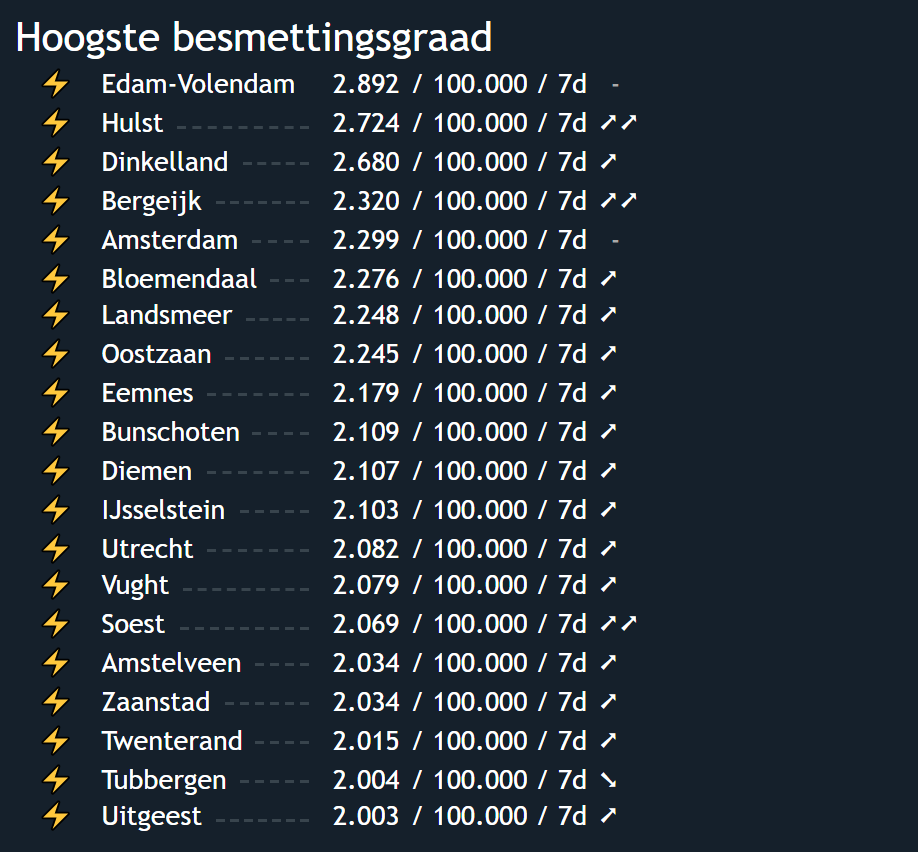 Hoogste besmettingsgraad
⚡ Edam-Volendam 2.892 / 100.000 / 7d -
⚡ Hulst --------- 2.724 / 100.000 / 7d ➚➚
⚡ Dinkelland ----- 2.680 / 100.000 / 7d ➚
⚡ Bergeijk ------- 2.320 / 100.000 / 7d ➚➚
⚡ Amsterdam ---- 2.299 / 100.000 / 7d -
⚡ Bloemendaal --- 2.276 / 100.000 / 7d ➚
⚡ Landsmeer ----- 2.248 / 100.000 / 7d ➚
⚡ Oostzaan ------ 2.245 / 100.000 / 7d ➚
⚡ Eemnes -------- 2.179 / 100.000 / 7d ➚
⚡ Bunschoten ---- 2.109 / 100.000 / 7d ➚
⚡ Diemen -------- 2.107 / 100.000 / 7d ➚
⚡ IJsselstein ----- 2.103 / 100.000 / 7d ➚
⚡ Utrecht -------- 2.082 / 100.000 / 7d ➚
⚡ Vught --------- 2.079 / 100.000 / 7d ➚
⚡ Soest --------- 2.069 / 100.000 / 7d ➚➚
⚡ Amstelveen ---- 2.034 / 100.000 / 7d ➚
⚡ Zaanstad ------ 2.034 / 100.000 / 7d ➚
⚡ Twenterand ---- 2.015 / 100.000 / 7d ➚
⚡ Tubbergen ----- 2.004 / 100.000 / 7d ➘
⚡ Uitgeest ------- 2.003 / 100.000 / 7d ➚